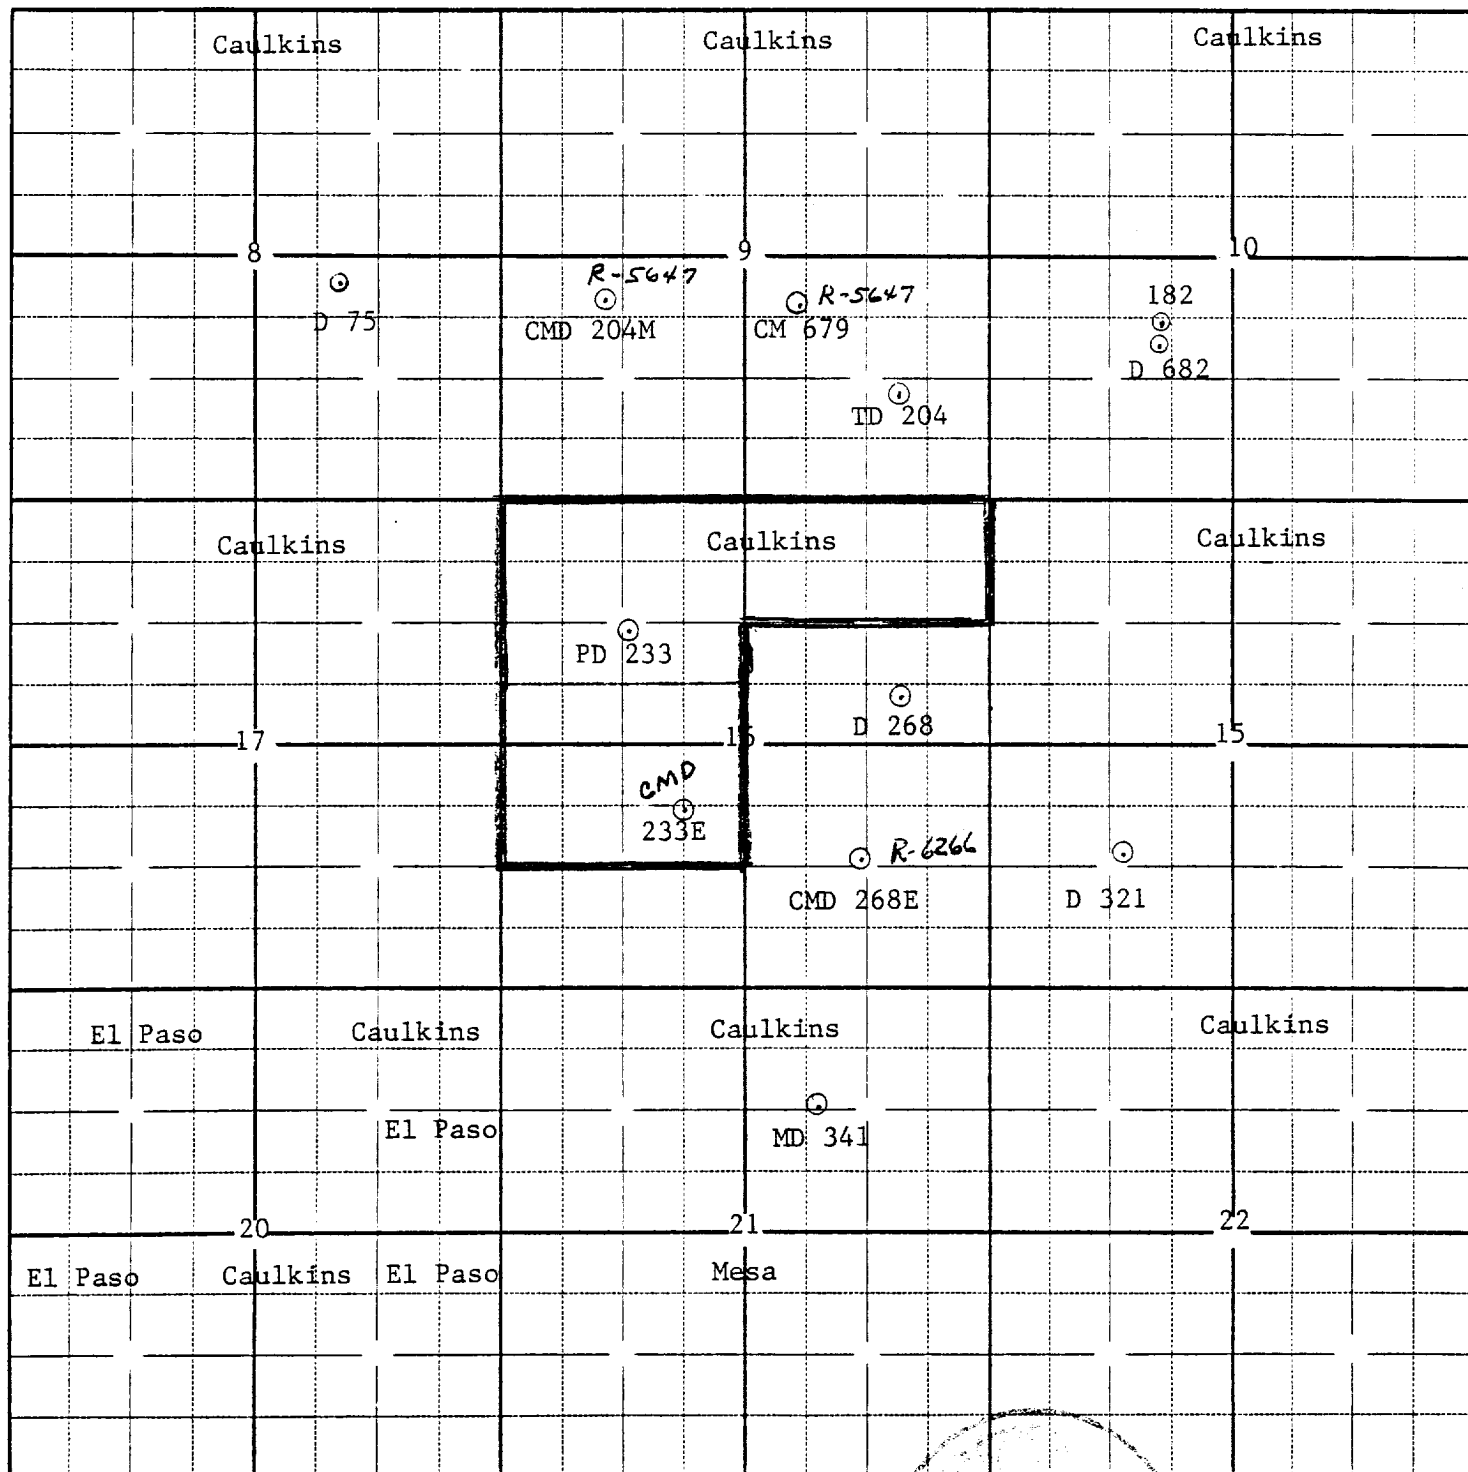 Caulkins Caulkins Caulkins
8 9 10
R-5647
R-5647
182
D 75
CMD 204M
CM 679
D 682
TD 204
Caulkins Caulkins Caulkins
PD 233
D 268
17 16 15
CMD
233E
R-6266
CMD 268E
D 321
El Paso Caulkins Caulkins Caulkins
El Paso
MD 341
20 21 22
El Paso Caulkins El Paso Mesa